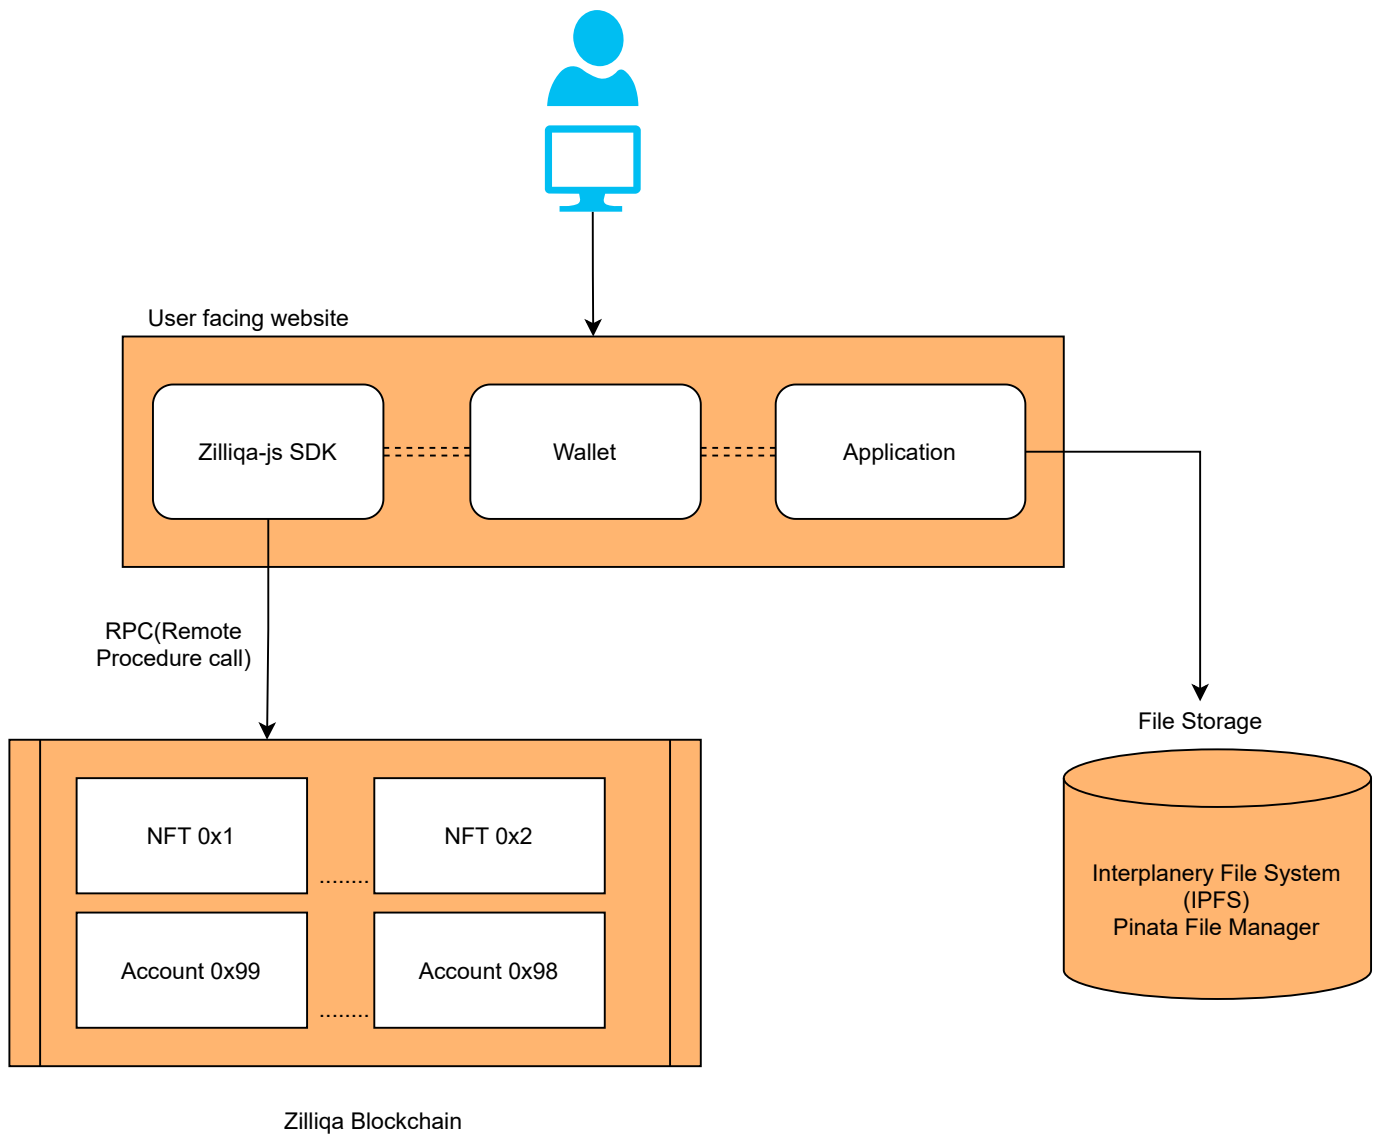 User facing website
Zilliqa-js SDK
Wallet
Application
RPC(Remote
Procedure call)
File Storage
NFT 0x1
NFT 0x2
........
Interplanery File System
(IPFS)
Pinata File Manager
Account 0x99
Account 0x98
........
Zilliqa Blockchain